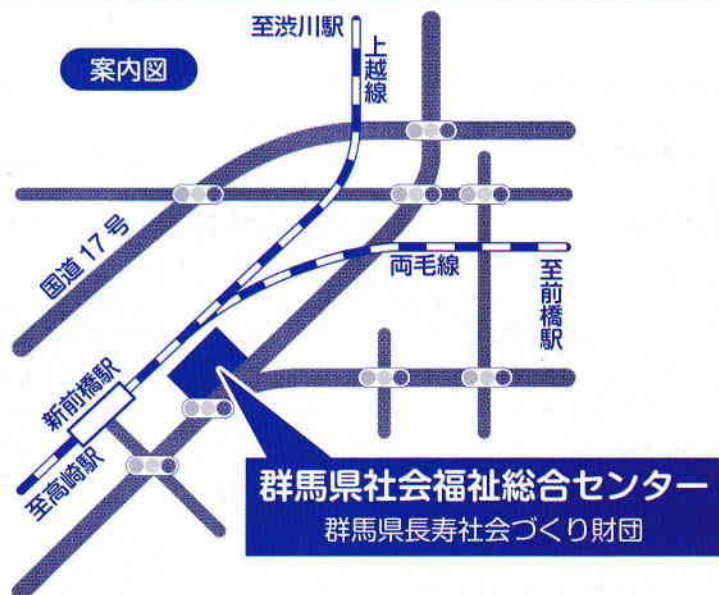 案内図
至渋川駅
上越線
国道17号
両毛線
至前橋駅
新前橋駅
至高崎駅
群馬県社会福祉総合センター
群馬県長寿社会づくり財団